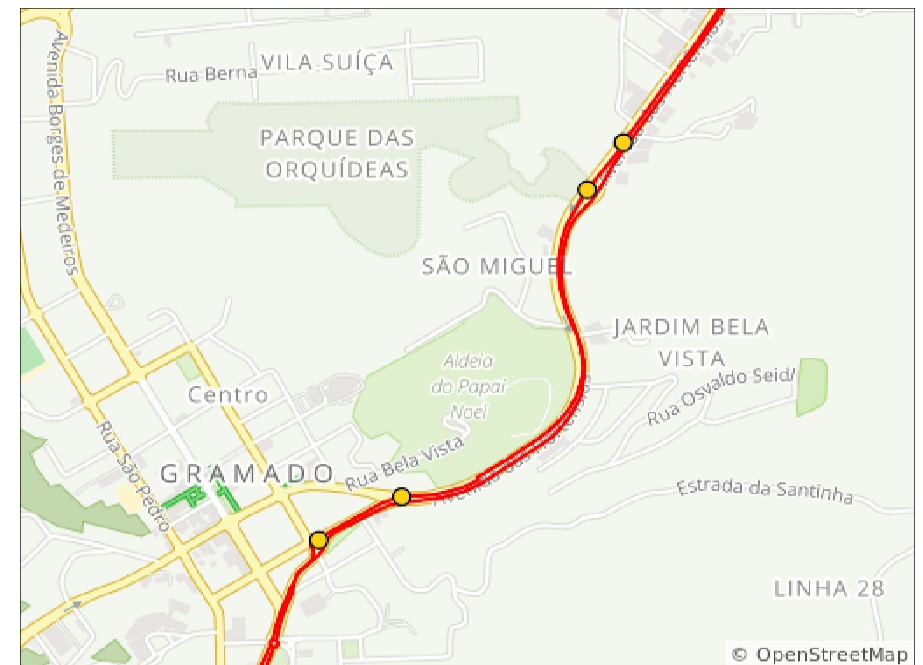 VILA SUÍÇA
Rua Berna
Avenida Borges de Medeiros
PARQUE DAS
ORQUÍDEAS
SÃO MIGUEL
JARDIM BELA
VISTA
Aldeia
do Papai
Noel
Rua Osvaldo Seidl
Centro
Rua São Pedro
GRAMADO
Rua Bela Vista
Estrada da Santinha
LINHA 28
© OpenStreetMap